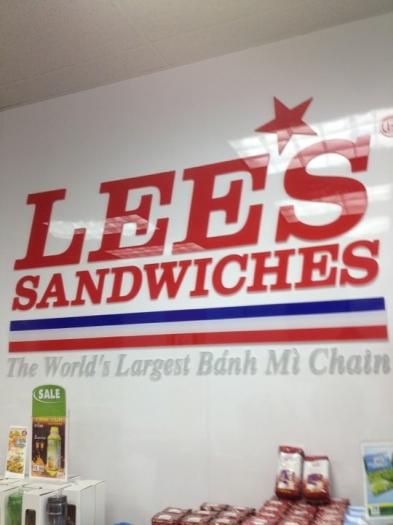 LEE'S
SANDWICHES
The World's Largest Bánh Mì Chain
SALE